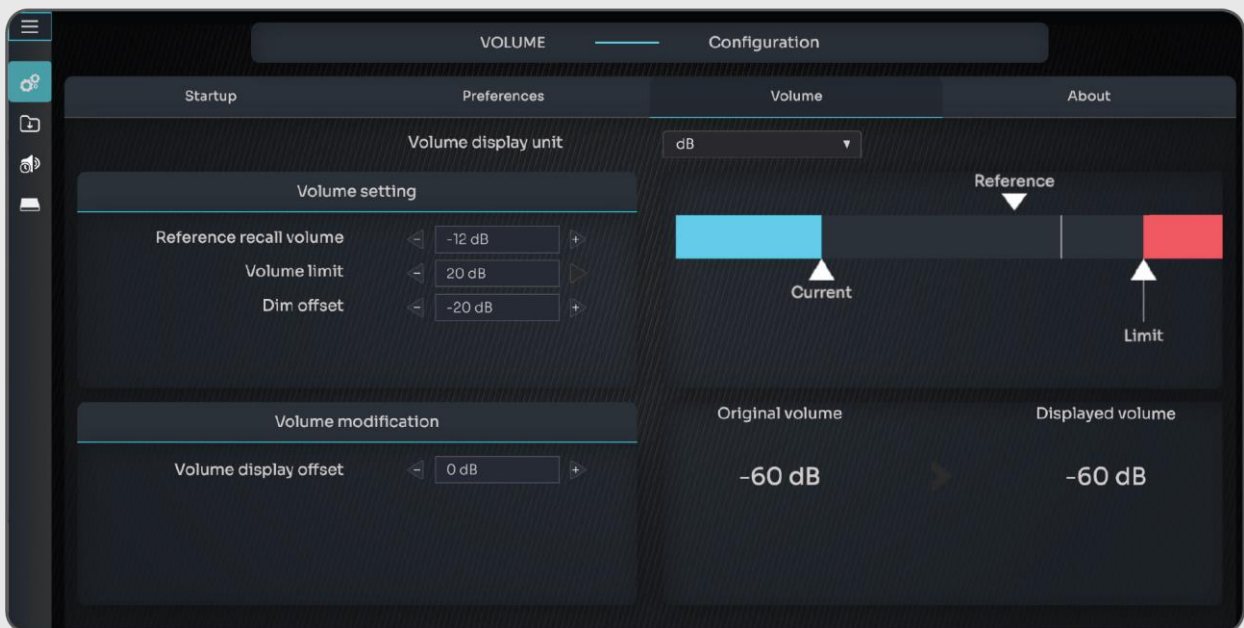 VOLUME Configuration
Startup Preferences Volume About
Volume display unit dB
Volume setting
Reference recall volume - -12 dB +
Volume limit - 20 dB
Dim offset - -20 dB +
Reference
Current
Limit
Volume modification
Volume display offset - 0 dB +
Original volume Displayed volume
-60 dB -60 dB